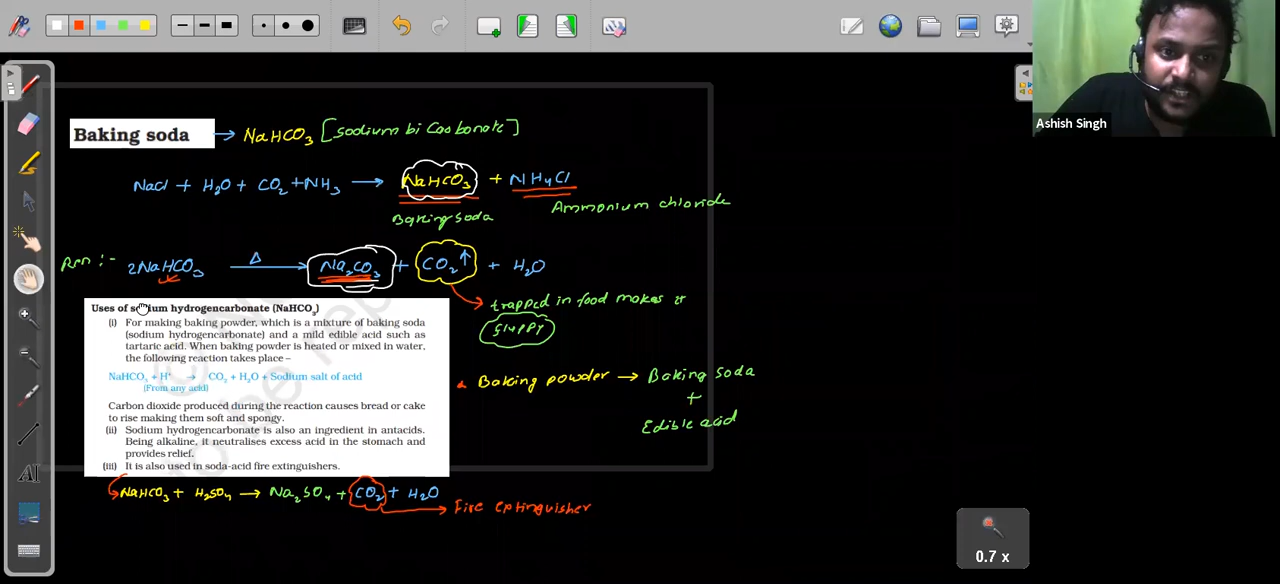 Ashish Singh
Baking soda → NaHCO₃ [sodium bi Carbonate]
NaCl + H₂O + CO₂ + NH₃ → NaHCO₃ + NH₄Cl
Baking soda
Ammonium chloride
Rxn :- 2NaHCO₃ →Δ Na₂CO₃ + CO₂↑ + H₂O
trapped in food makes it
fluppy
Uses of sodium hydrogencarbonate (NaHCO₃)
(i) For making baking powder, which is a mixture of baking soda
(sodium hydrogencarbonate) and a mild edible acid such as
tartaric acid. When baking powder is heated or mixed in water,
the following reaction takes place –
NaHCO₃ + H⁺ → CO₂ + H₂O + Sodium salt of acid
(From any acid)
Carbon dioxide produced during the reaction causes bread or cake
to rise making them soft and spongy.
(ii) Sodium hydrogencarbonate is also an ingredient in antacids.
Being alkaline, it neutralises excess acid in the stomach and
provides relief.
(iii) It is also used in soda-acid fire extinguishers.
Baking powder → Baking soda
+
Edible acid
NaHCO₃ + H₂SO₄ → Na₂SO₄ + CO₂ + H₂O
Fire extinguisher
0.7 x